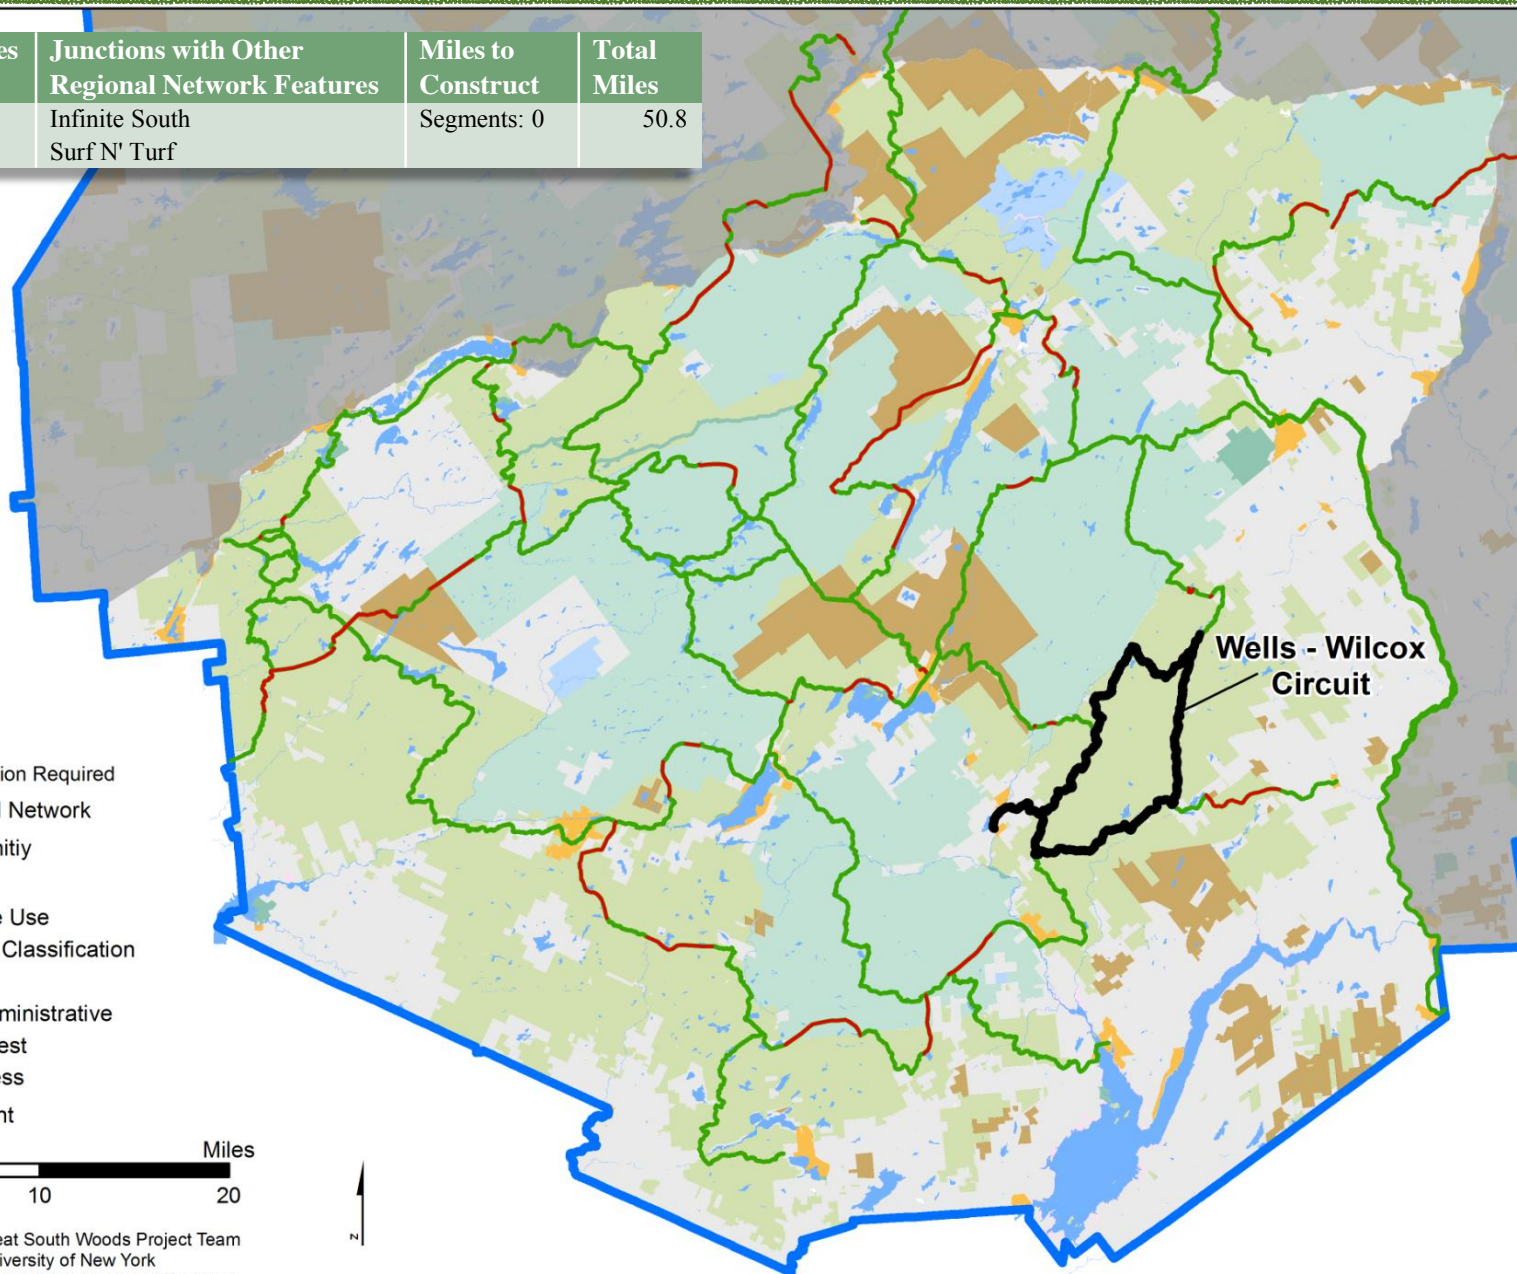 es Junctions with Other Miles to Total
Regional Network Features Construct Miles
Infinite South Segments: 0 50.8
Surf N' Turf
Wells - Wilcox
Circuit
ion Required
l Network
nitiy
e Use
Classification
ministrative
est
ess
nt
Miles
10 20
N
eat South Woods Project Team
iversity of New York